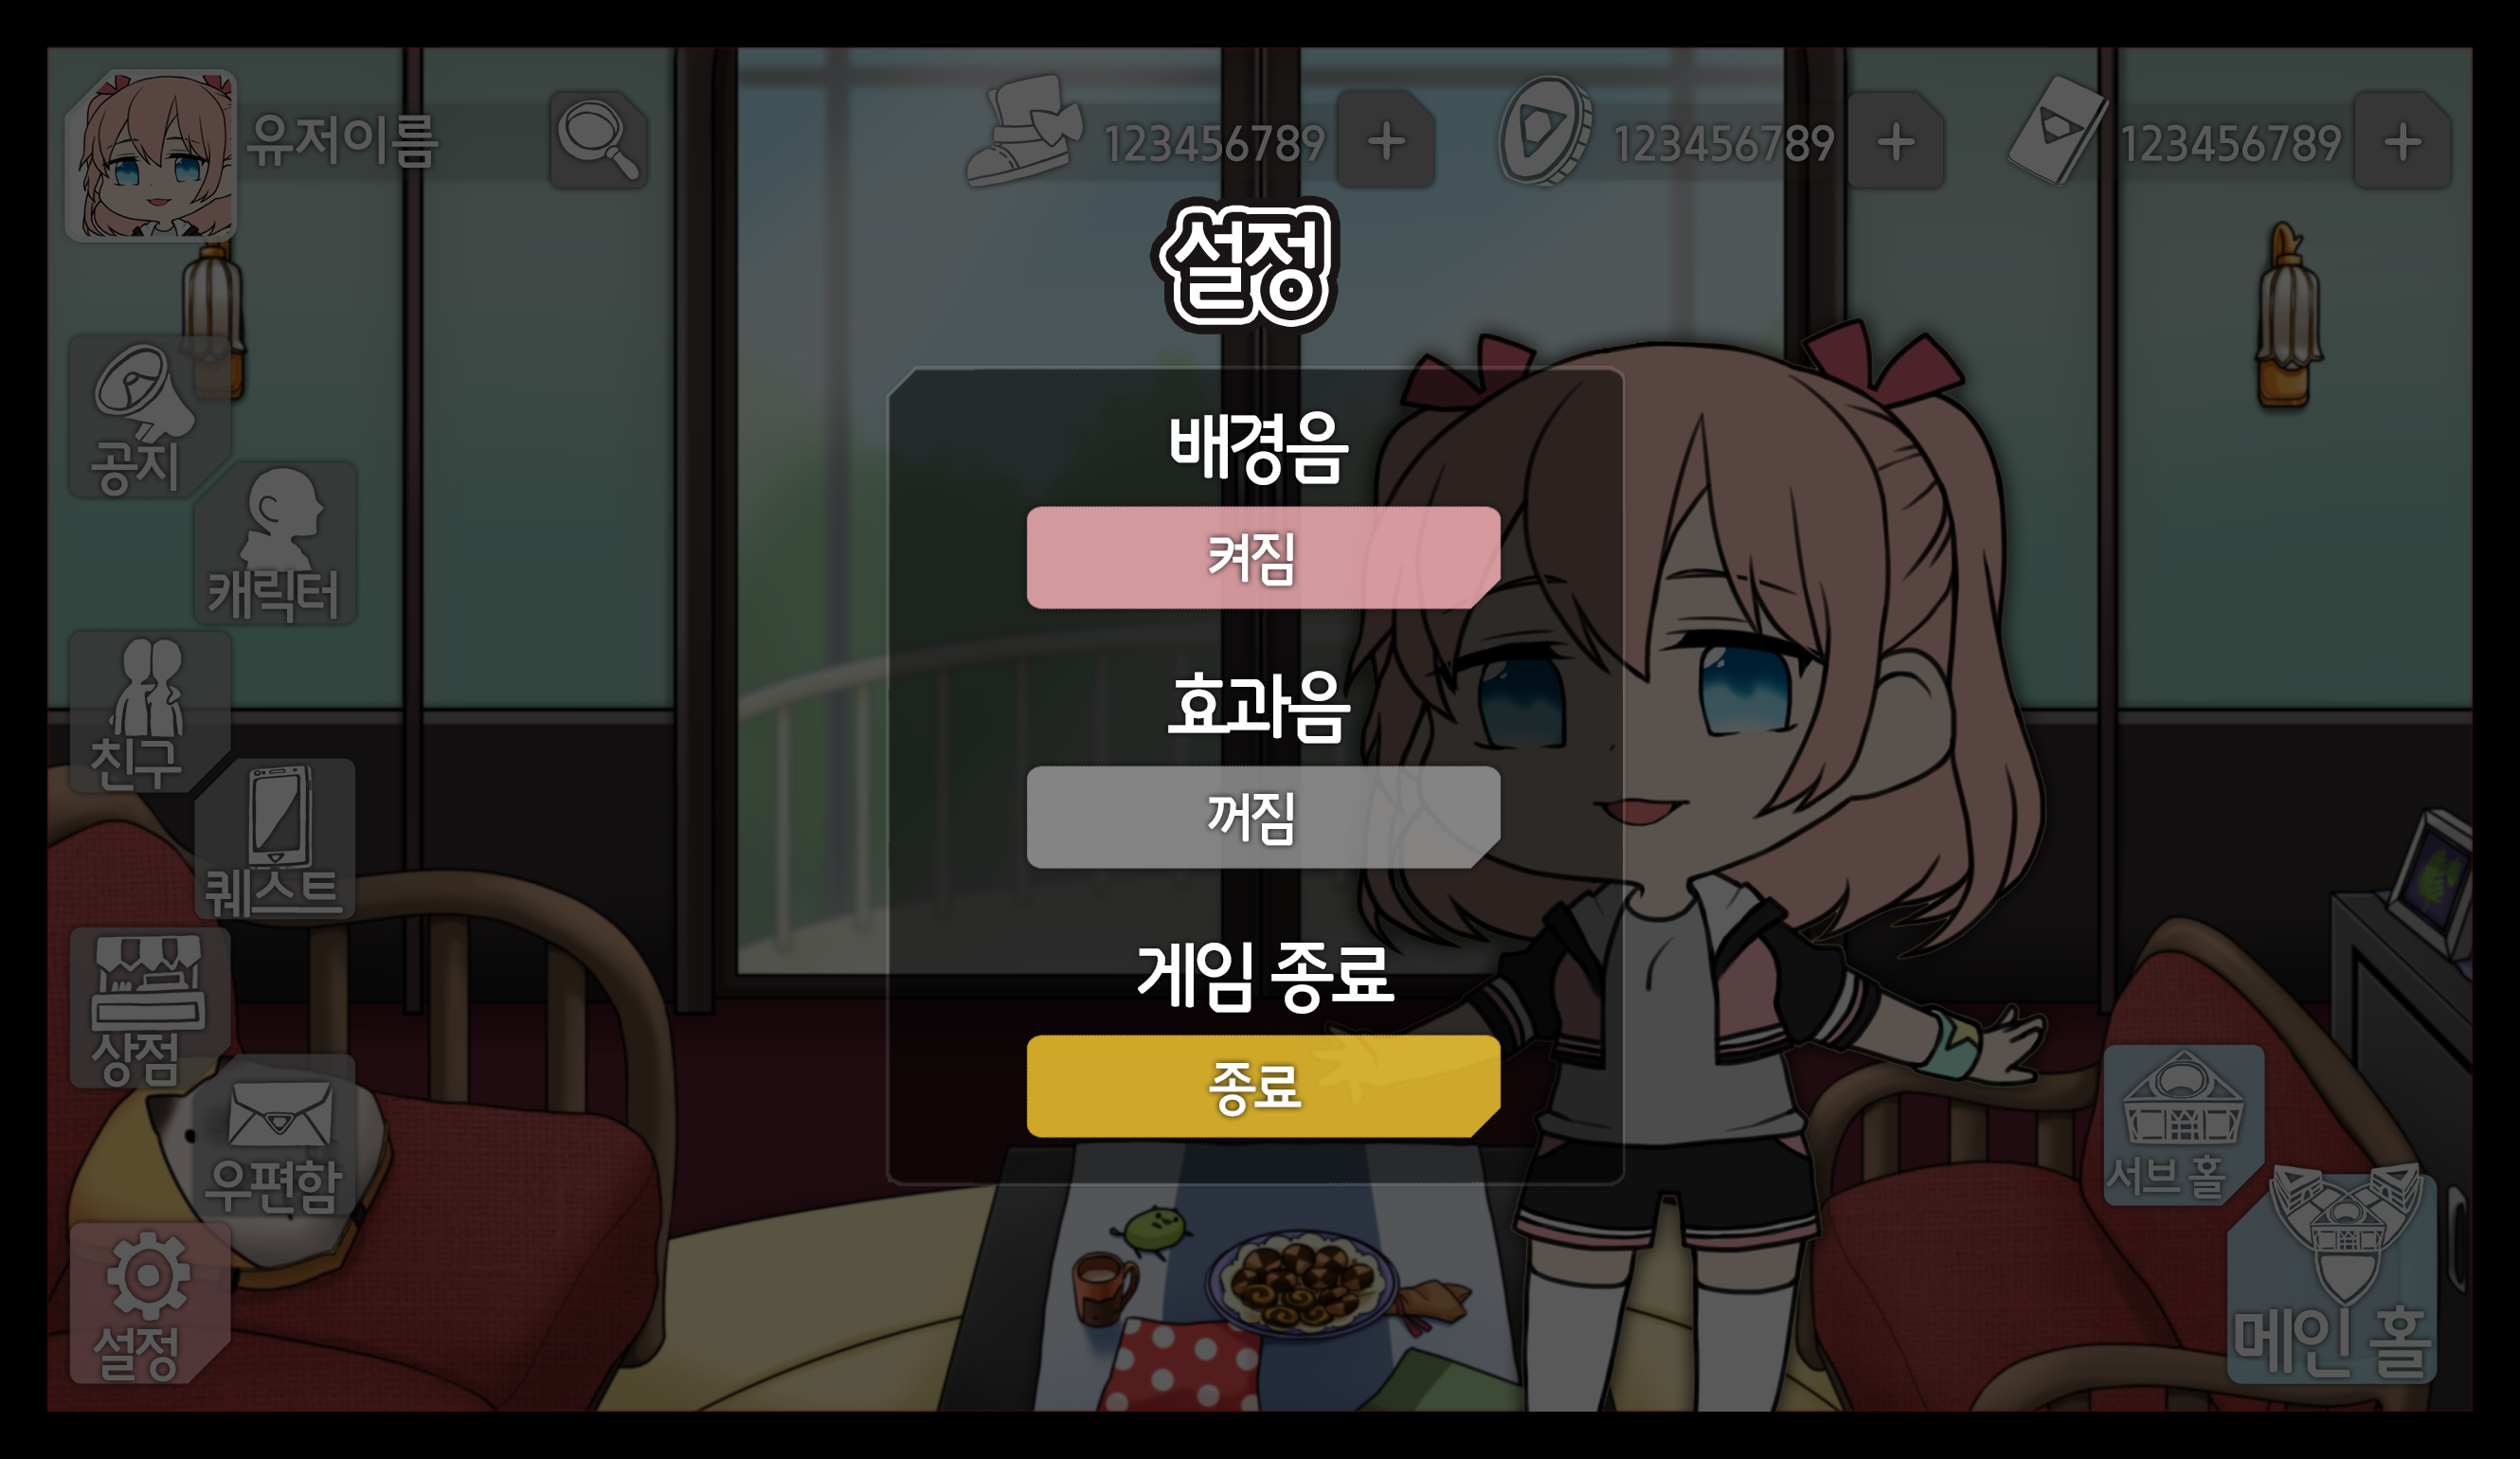 유저이름
123456789 +
123456789 +
123456789 +
설정
공지
캐릭터
친구
퀘스트
상점
우편함
설정
배경음
켜짐
효과음
꺼짐
게임 종료
종료
서브 홀
메인 홀